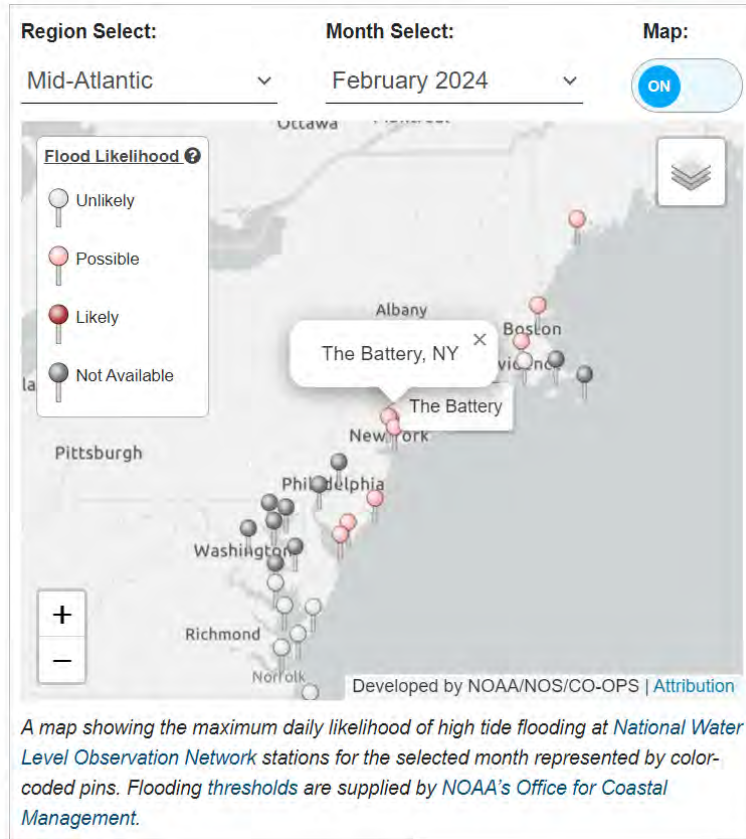 Region Select:
Month Select:
Map:
Mid-Atlantic
February 2024
ON
Ottawa
Flood Likelihood ?
Unlikely
Possible
Likely
Not Available
Albany
Boston
The Battery, NY
×
The Battery
New York
Pittsburgh
Philadelphia
Washington
+
−
Richmond
Norfolk
Developed by NOAA/NOS/CO-OPS | Attribution
A map showing the maximum daily likelihood of high tide flooding at National Water
Level Observation Network stations for the selected month represented by color-
coded pins. Flooding thresholds are supplied by NOAA's Office for Coastal
Management.